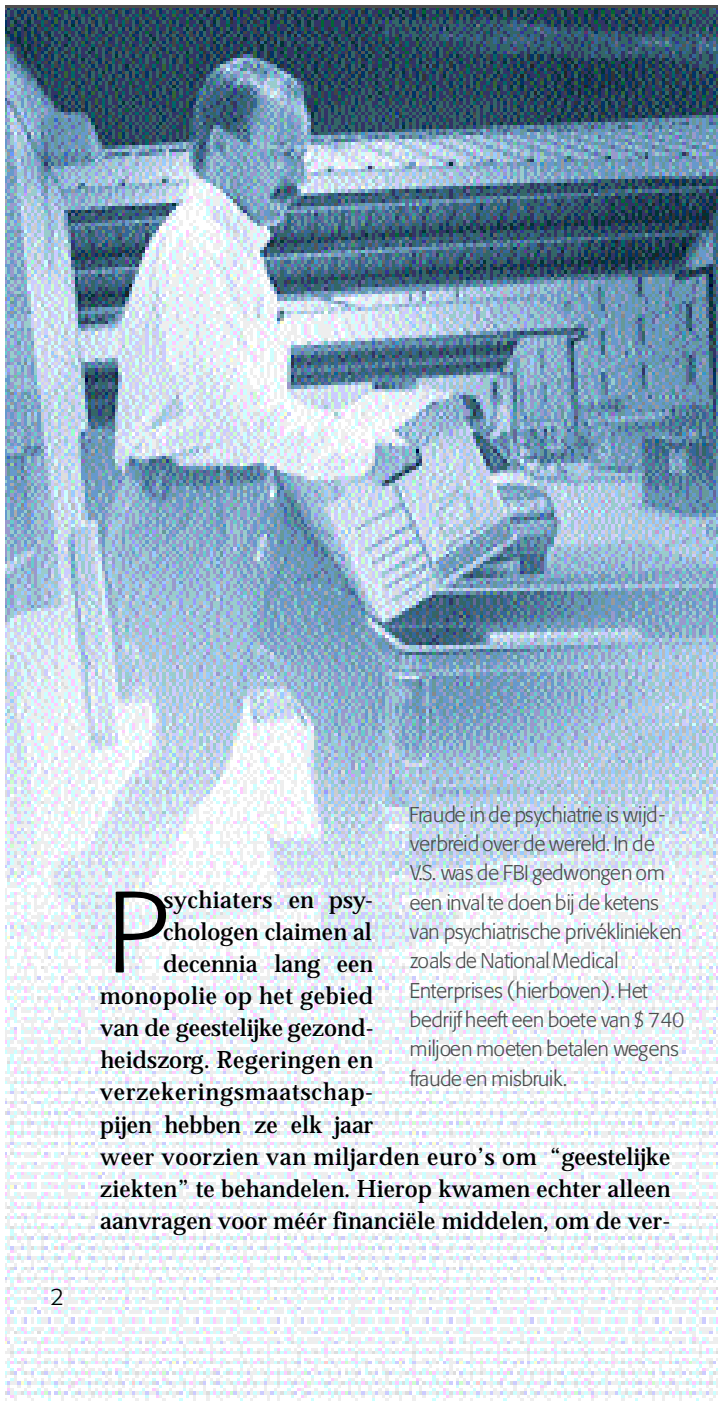 Fraude in de psychiatrie is wijd-
verbreid over de wereld. In de
V.S. was de FBI gedwongen om
een inval te doen bij de ketens
van psychiatrische privéklinieken
zoals de National Medical
Enterprises (hierboven). Het
bedrijf heeft een boete van $ 740
miljoen moeten betalen wegens
fraude en misbruik.
Psychiaters en psy-
chologen claimen al
decennia lang een
monopolie op het gebied
van de geestelijke gezond-
heidszorg. Regeringen en
verzekeringsmaatschap-
pijen hebben ze elk jaar
weer voorzien van miljarden euro’s om “geestelijke
ziekten” te behandelen. Hierop kwamen echter alleen
aanvragen voor méér financiële middelen, om de ver-
2